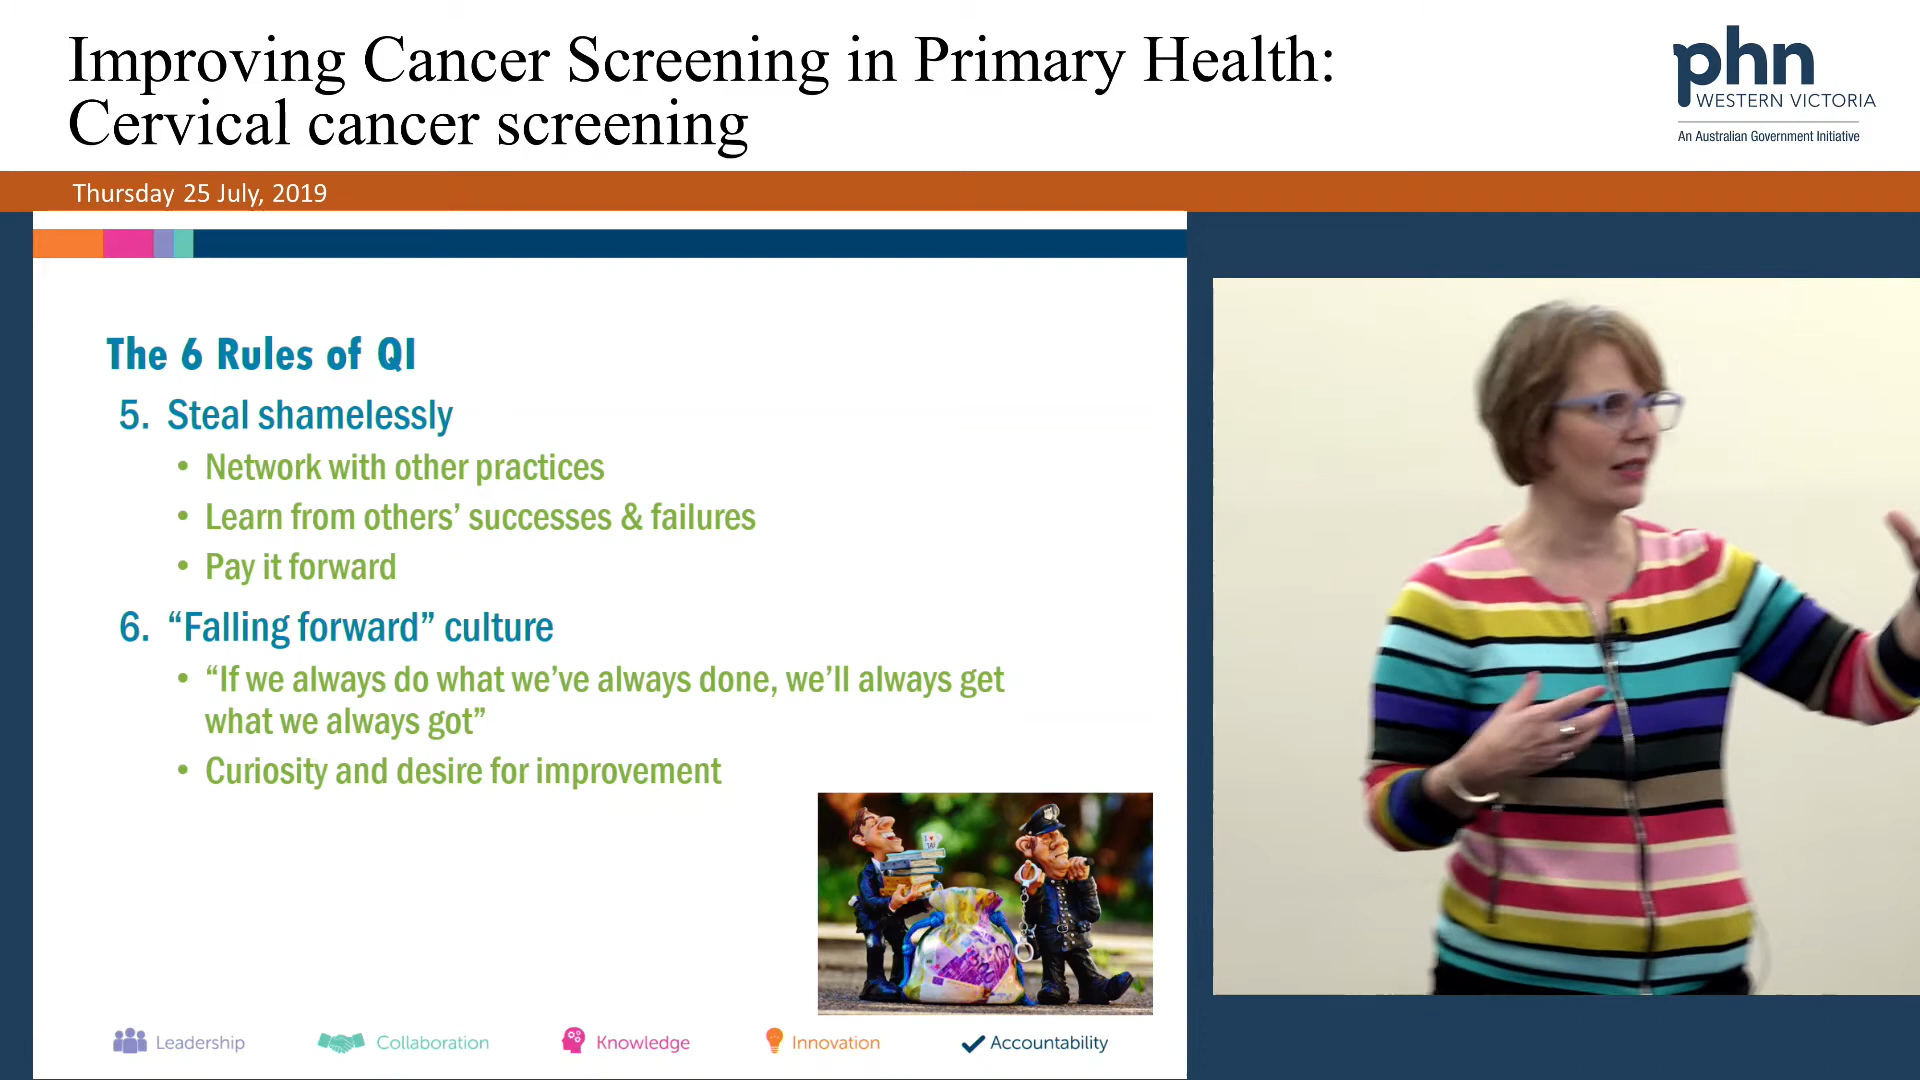 Improving Cancer Screening in Primary Health:
Cervical cancer screening
phn
WESTERN VICTORIA
An Australian Government Initiative
Thursday 25 July, 2019
The 6 Rules of QI
5. Steal shamelessly
• Network with other practices
• Learn from others’ successes & failures
• Pay it forward
6. “Falling forward” culture
• “If we always do what we’ve always done, we’ll always get
what we always got”
• Curiosity and desire for improvement
Leadership
Collaboration
Knowledge
Innovation
Accountability